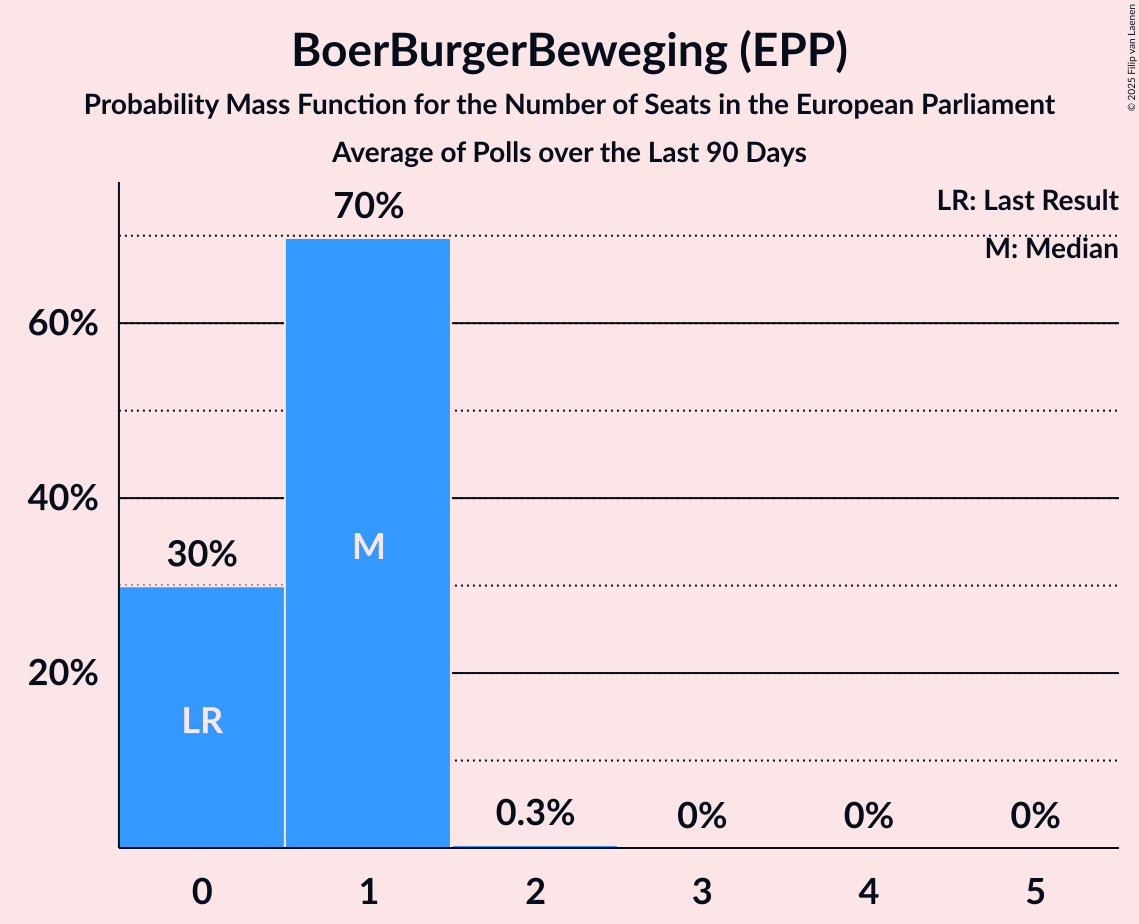 BoerBurgerBeweging (EPP)
Probability Mass Function for the Number of Seats in the European Parliament
Average of Polls over the Last 90 Days
© 2025 Filip van Laenen
LR: Last Result
M: Median
70%
60%
40%
30%
20%
M
LR
0.3%
0%
0%
0%
0
1
2
3
4
5